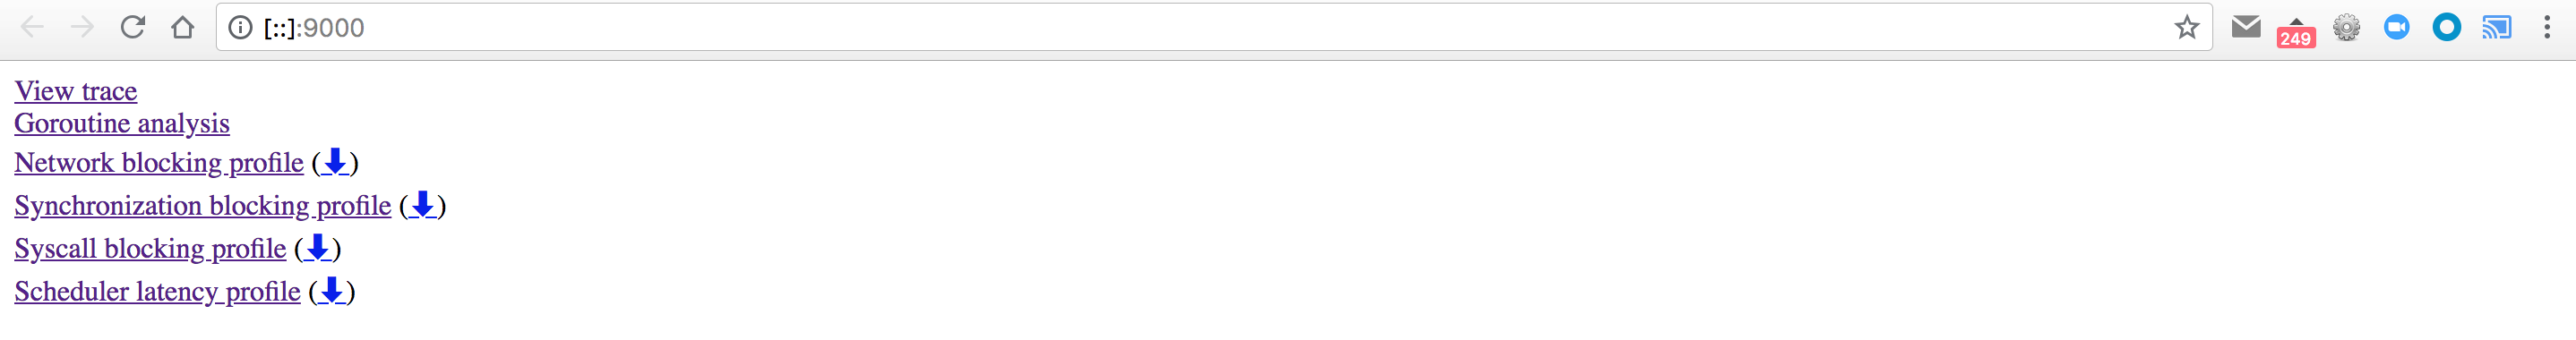 [::]:9000
249
View trace
Goroutine analysis
Network blocking profile (⬇)
Synchronization blocking profile (⬇)
Syscall blocking profile (⬇)
Scheduler latency profile (⬇)